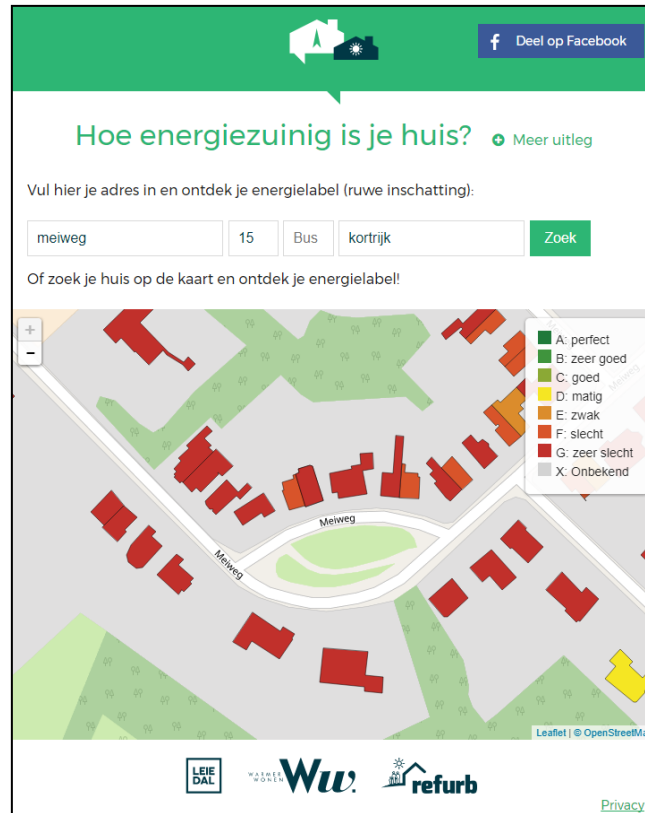 f Deel op Facebook
Hoe energiezuinig is je huis?
Meer uitleg
Vul hier je adres in en ontdek je energielabel (ruwe inschatting):
meiweg
15
Bus
kortrijk
Zoek
Of zoek je huis op de kaart en ontdek je energielabel!
+
-
A: perfect
B: zeer goed
C: goed
D: matig
E: zwak
F: slecht
G: zeer slecht
X: Onbekend
Meiweg
Meiweg
Meiweg
Leaflet | © OpenStreetMa
LEIE
DAL
WARMER
WONEN
Ww.
refurb
Privacy